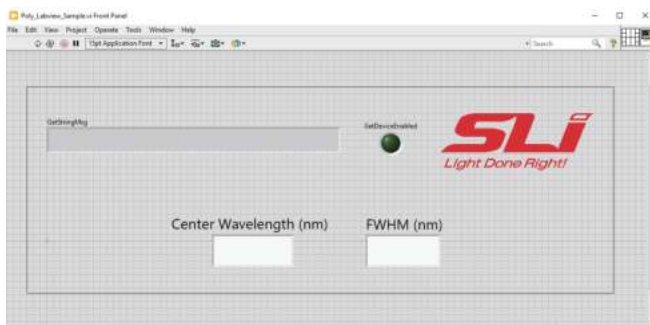 Poly_Labview_Sample.vi Front Panel
File Edit View Project Operate Tools Window Help
15pt Application Font
Search
GetStringMsg
GetDeviceEnabled
SLi
Light Done Right!
Center Wavelength (nm) FWHM (nm)